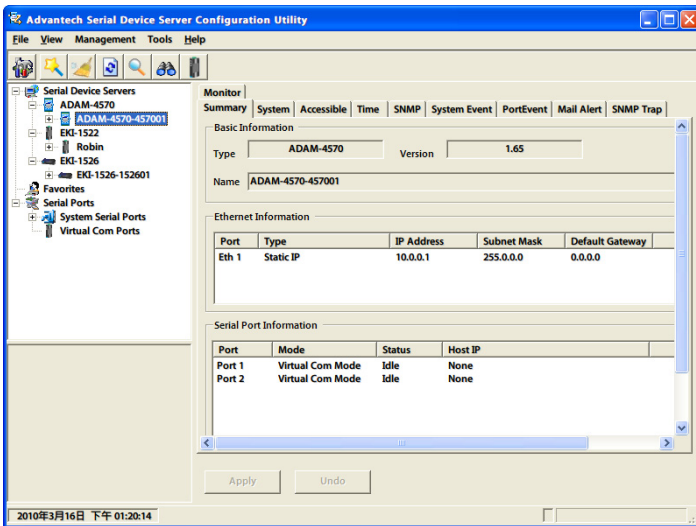 Advantech Serial Device Server Configuration Utility
File View Management Tools Help
Serial Device Servers
ADAM-4570
ADAM-4570-457001
EKI-1522
Robin
EKI-1526
EKI-1526-152601
Favorites
Serial Ports
System Serial Ports
Virtual Com Ports
Monitor
Summary System Accessible Time SNMP System Event PortEvent Mail Alert SNMP Trap
Basic Information
Type ADAM-4570 Version 1.65
Name ADAM-4570-457001
Ethernet Information
Port Type IP Address Subnet Mask Default Gateway
Eth 1 Static IP 10.0.0.1 255.0.0.0 0.0.0.0
Serial Port Information
Port Mode Status Host IP
Port 1 Virtual Com Mode Idle None
Port 2 Virtual Com Mode Idle None
Apply Undo
2010年3月16日 下午 01:20:14